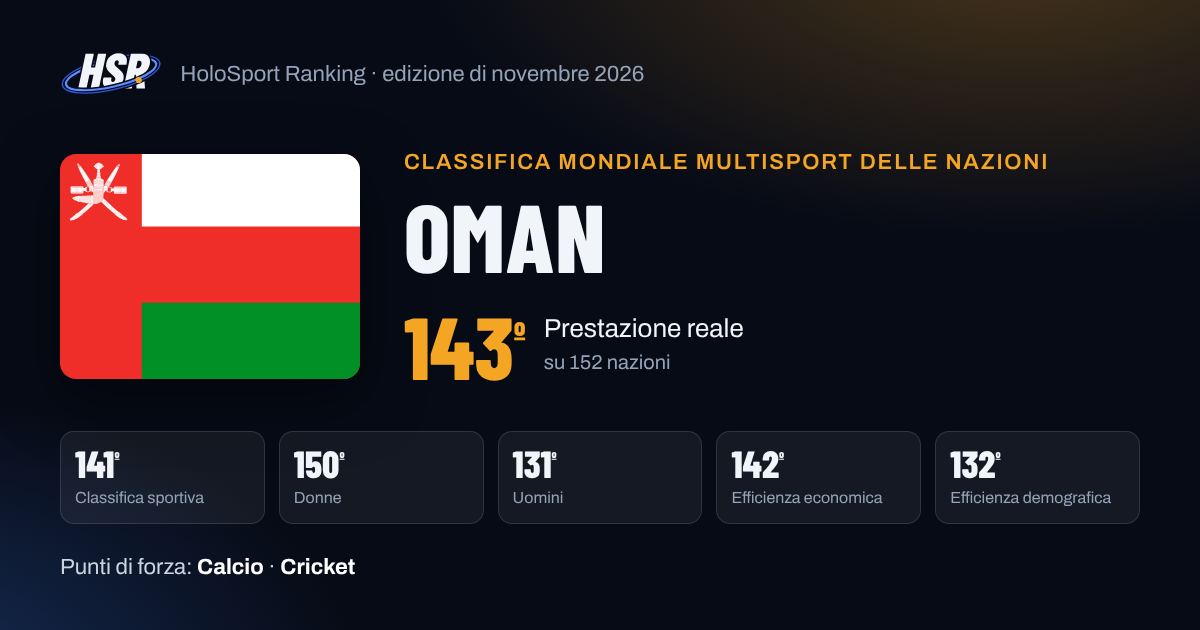 HSR HoloSport Ranking · edizione di novembre 2026
CLASSIFICA MONDIALE MULTISPORT DELLE NAZIONI
OMAN
143º Prestazione reale
su 152 nazioni
141º
Classifica sportiva
150º
Donne
131º
Uomini
142º
Efficienza economica
132º
Efficienza demografica
Punti di forza: Calcio · Cricket